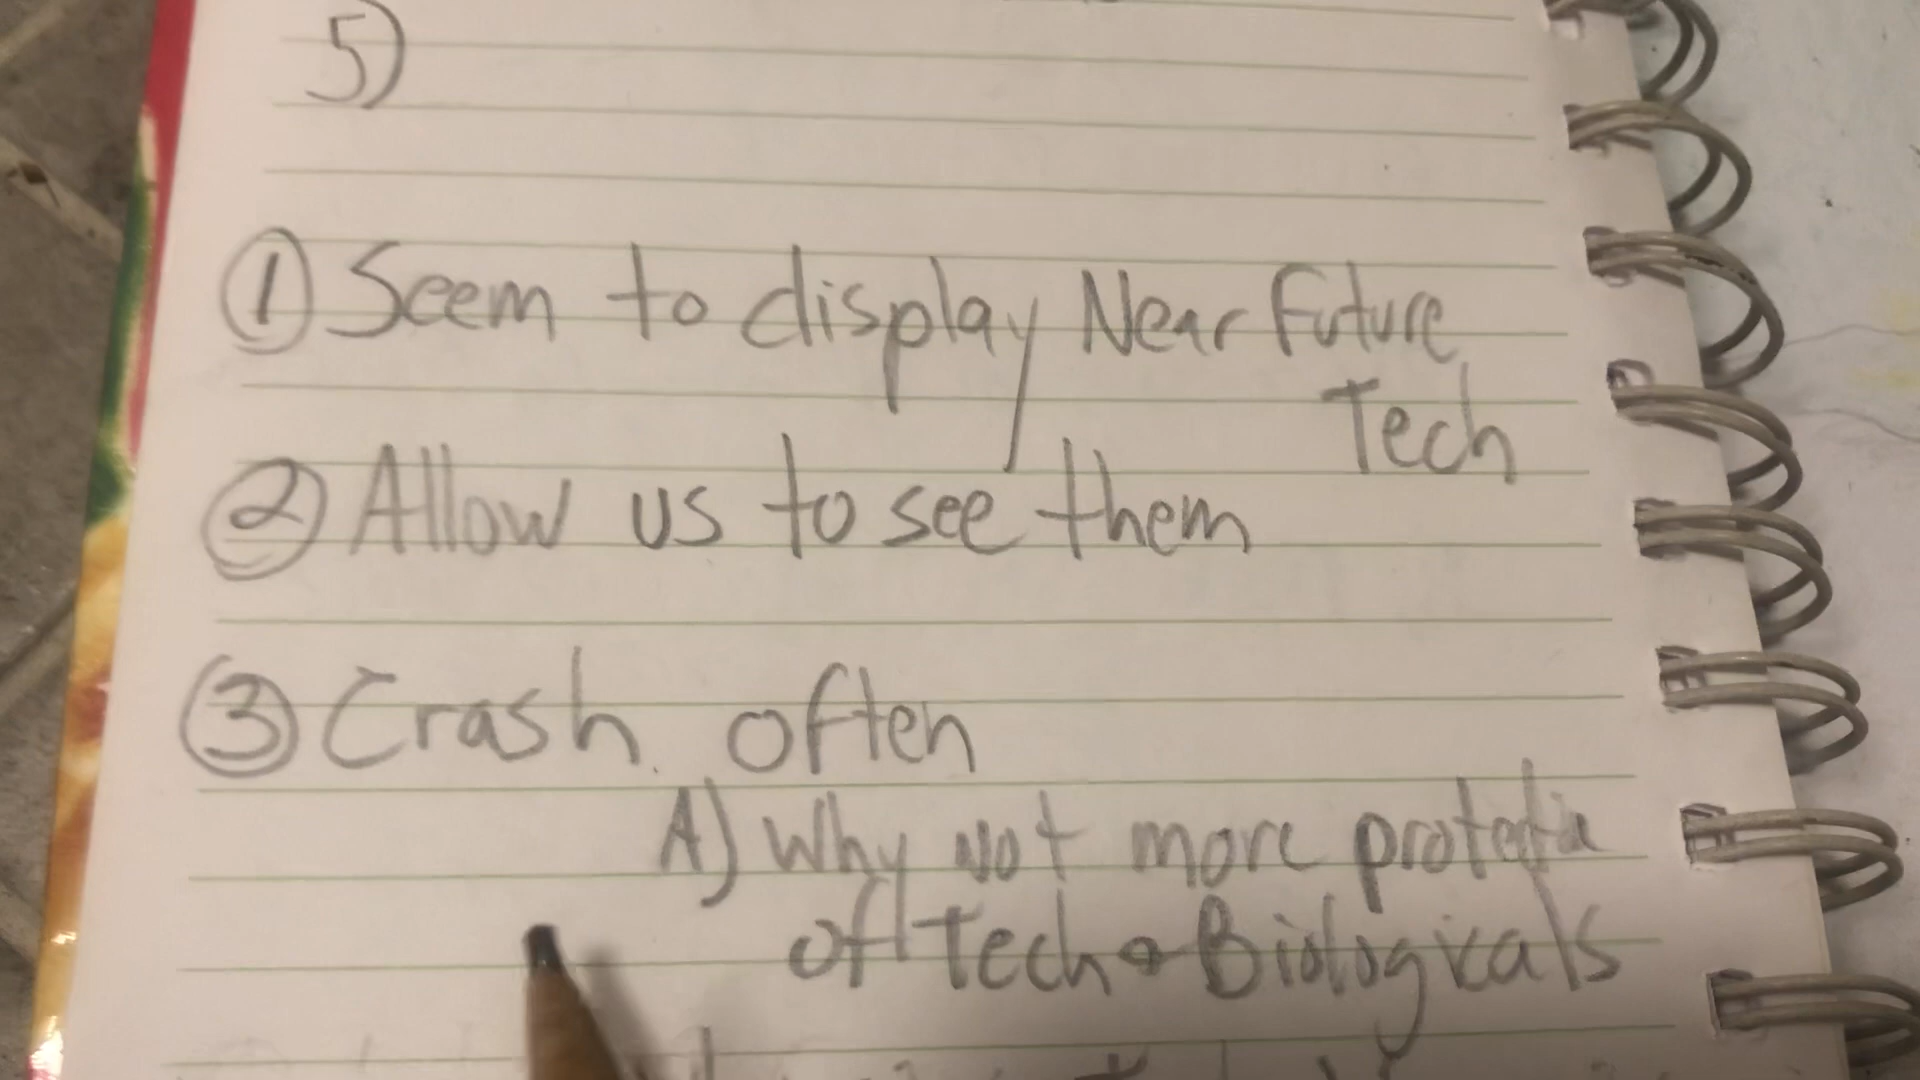 5)
① Seem to display Near Future
Tech
② Allow us to see them
③ Crash often
A) Why Not more
of Tech & Biologicals